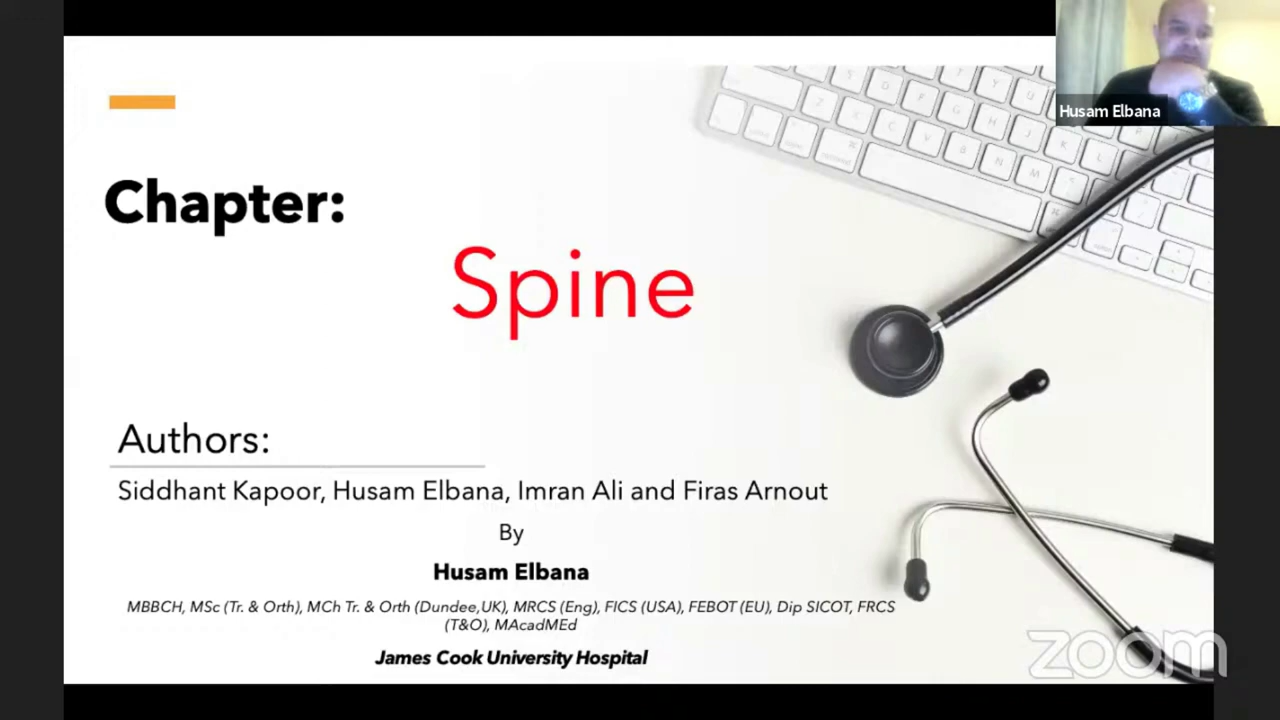 Husam Elbana
Chapter:
Spine
Authors:
Siddhant Kapoor, Husam Elbana, Imran Ali and Firas Arnout
By
Husam Elbana
MBBCH, MSc (Tr. & Orth), MCh Tr. & Orth (Dundee,UK), MRCS (Eng), FICS (USA), FEBOT (EU), Dip SICOT, FRCS
(T&O), MAcadMEd
James Cook University Hospital
zoom